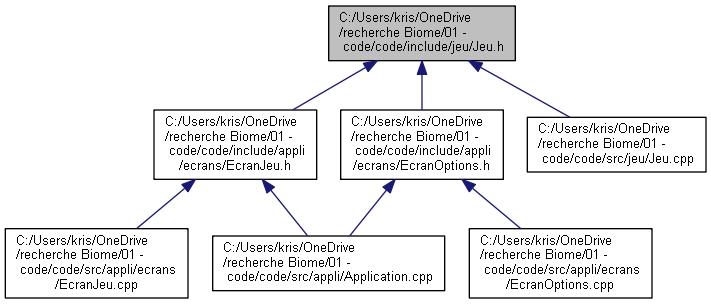 C:/Users/kris/OneDrive
/recherche Biome/01 -
code/code/include/jeu/Jeu.h
C:/Users/kris/OneDrive
/recherche Biome/01 -
code/code/include/appli
/ecrans/EcranJeu.h
C:/Users/kris/OneDrive
/recherche Biome/01 -
code/code/include/appli
/ecrans/EcranOptions.h
C:/Users/kris/OneDrive
/recherche Biome/01 -
code/code/src/jeu/Jeu.cpp
C:/Users/kris/OneDrive
/recherche Biome/01 -
code/code/src/appli/ecrans
/EcranJeu.cpp
C:/Users/kris/OneDrive
/recherche Biome/01 -
code/code/src/appli/Application.cpp
C:/Users/kris/OneDrive
/recherche Biome/01 -
code/code/src/appli/ecrans
/EcranOptions.cpp